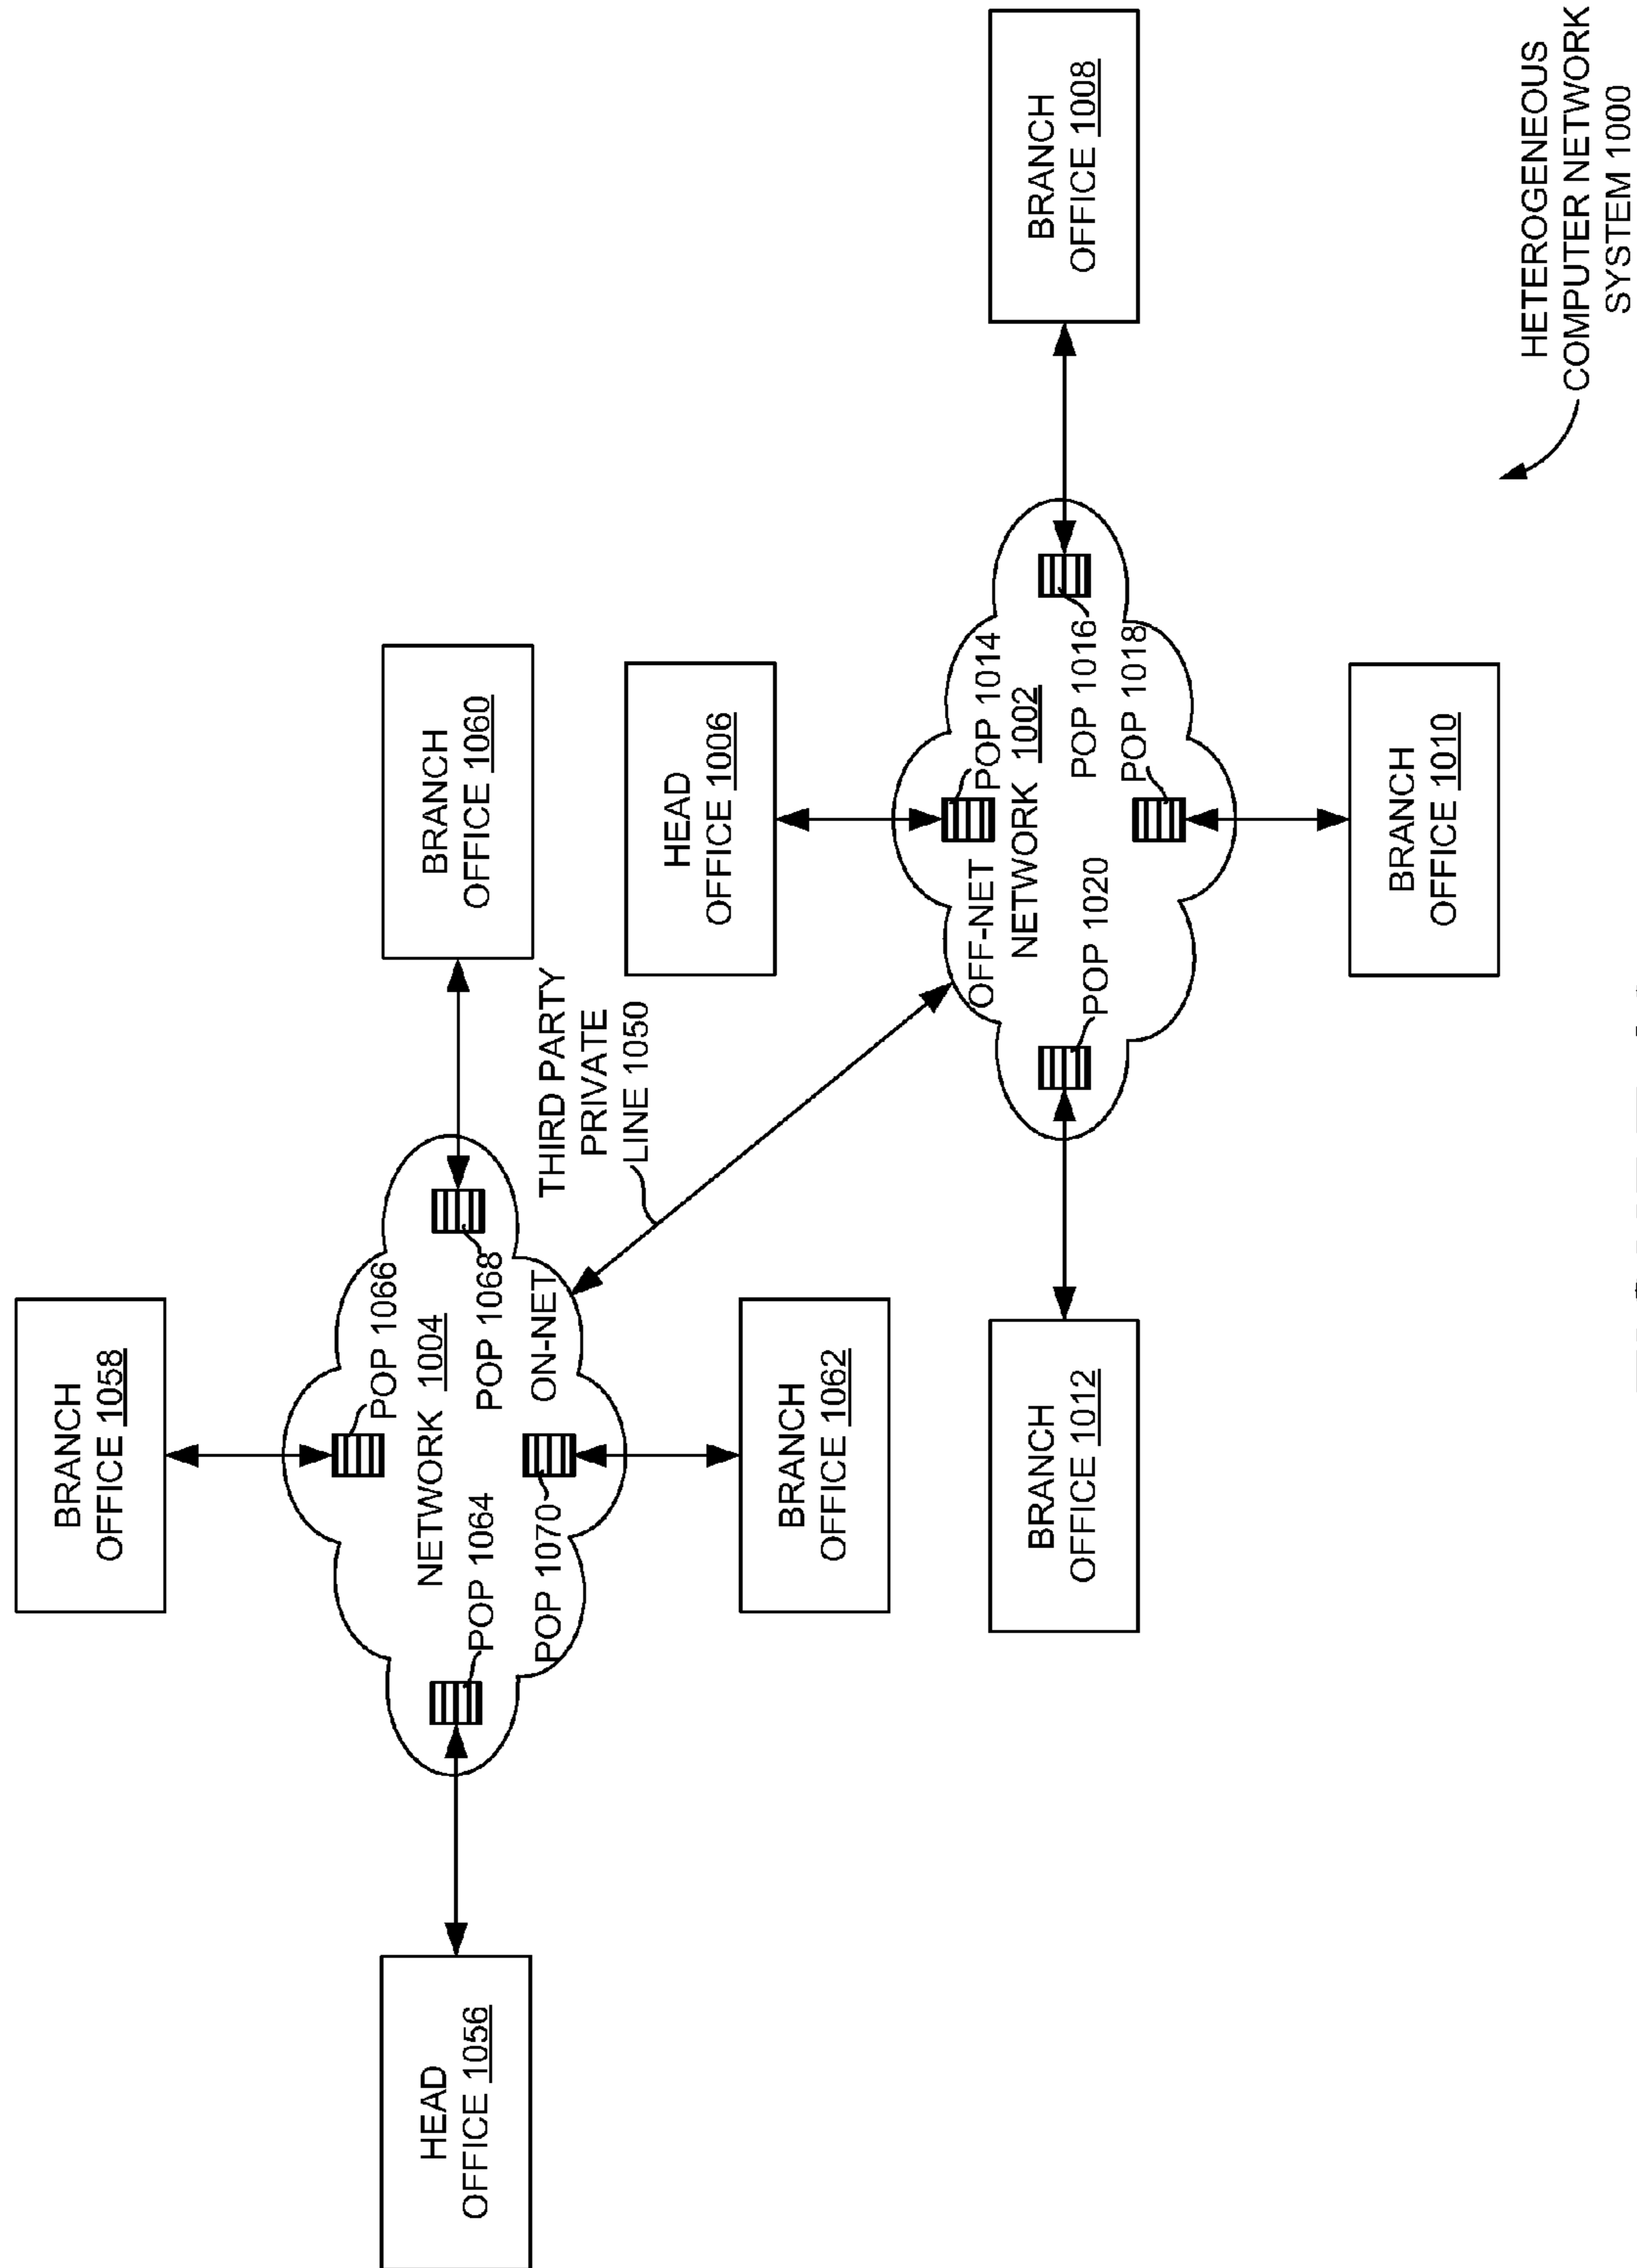 BRANCH
OFFICE 1058
HEAD
OFFICE 1056
POP 1066
NETWORK 1004
POP 1064
POP 1068
POP 1070
ON-NET
BRANCH
OFFICE 1060
BRANCH
OFFICE 1062
THIRD PARTY
PRIVATE
LINE 1050
HEAD
OFFICE 1006
OFF-NET
POP 1014
NETWORK 1002
POP 1020
POP 1016
POP 1018
BRANCH
OFFICE 1012
BRANCH
OFFICE 1008
BRANCH
OFFICE 1010
HETEROGENEOUS
COMPUTER NETWORK
SYSTEM 1000